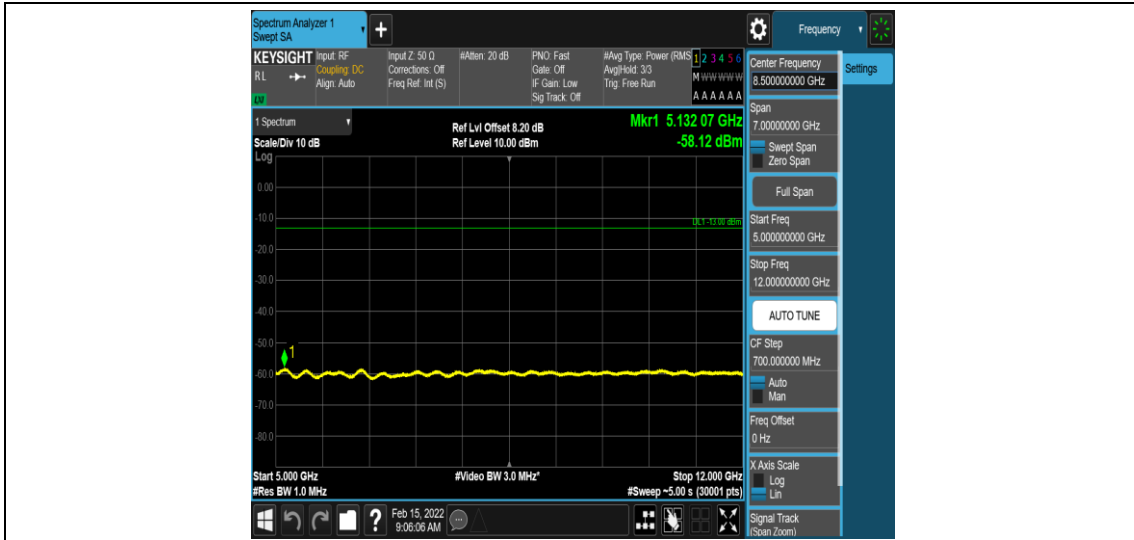 Spectrum Analyzer 1
Swept SA
+
Frequency
KEYSIGHT
RL
LXI
Input: RF
Coupling: DC
Align: Auto
Input Z: 50 Ω
Corrections: Off
Freq Ref: Int (S)
#Atten: 20 dB
PNO: Fast
Gate: Off
IF Gain: Low
Sig Track: Off
#Avg Type: Power (RMS
Avg|Hold: 3/3
Trig: Free Run
1 2 3 4 5 6
M W W W W W
A A A A A A
1 Spectrum
Scale/Div 10 dB
Log
Ref Lvl Offset 8.20 dB
Ref Level 10.00 dBm
Mkr1 5.132 07 GHz
-58.12 dBm
0.00
-10.0
DL1 -13.00 dBm
-20.0
-30.0
-40.0
-50.0
1
-60.0
-70.0
-80.0
Start 5.000 GHz
#Res BW 1.0 MHz
#Video BW 3.0 MHz*
Stop 12.000 GHz
#Sweep ~5.00 s (30001 pts)
?
Feb 15, 2022
9:06:06 AM
Center Frequency
8.500000000 GHz
Settings
Span
7.00000000 GHz
Swept Span
Zero Span
Full Span
Start Freq
5.000000000 GHz
Stop Freq
12.000000000 GHz
AUTO TUNE
CF Step
700.000000 MHz
Auto
Man
Freq Offset
0 Hz
X Axis Scale
Log
Lin
Signal Track
(Span Zoom)